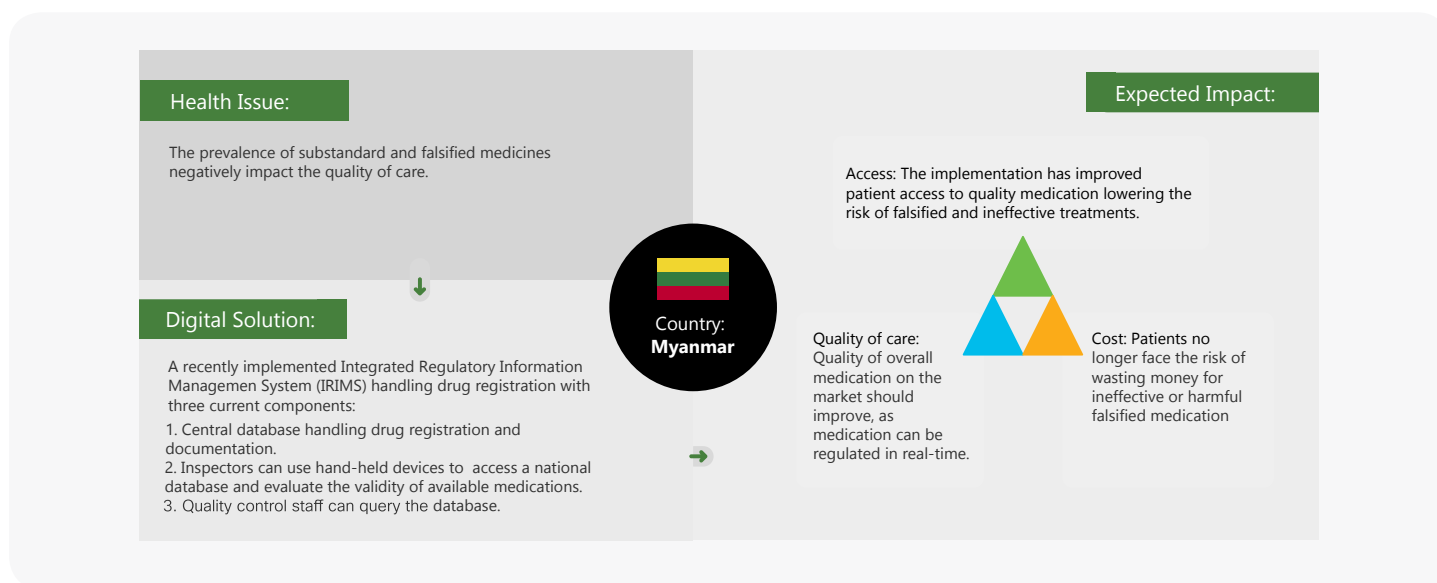 Health Issue:
The prevalence of substandard and falsified medicines
negatively impact the quality of care.
Digital Solution:
A recently implemented Integrated Regulatory Information
Managemen System (IRIMS) handling drug registration with
three current components:
1. Central database handling drug registration and
documentation.
2. Inspectors can use hand-held devices to access a national
database and evaluate the validity of available medications.
3. Quality control staff can query the database.
Country:
Myanmar
Expected Impact:
Access: The implementation has improved
patient access to quality medication lowering the
risk of falsified and ineffective treatments.
Quality of care:
Quality of overall
medication on the
market should
improve, as
medication can be
regulated in real-time.
Cost: Patients no
longer face the risk of
wasting money for
ineffective or harmful
falsified medication